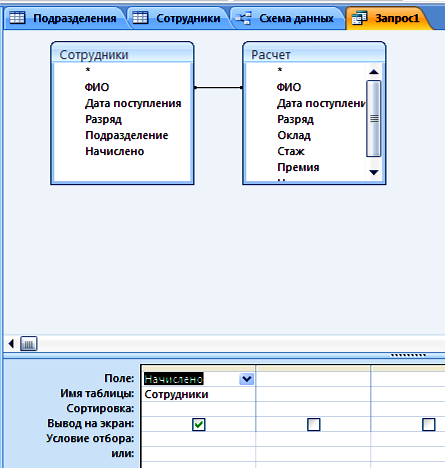 Подразделения Сотрудники Схема данных Запрос1
Сотрудники
*
ФИО
Дата поступления
Разряд
Подразделение
Начислено
Расчет
*
ФИО
Дата поступлени
Разряд
Оклад
Стаж
Премия
Поле: Начислено
Имя таблицы: Сотрудники
Сортировка:
Вывод на экран:
Условие отбора:
или: